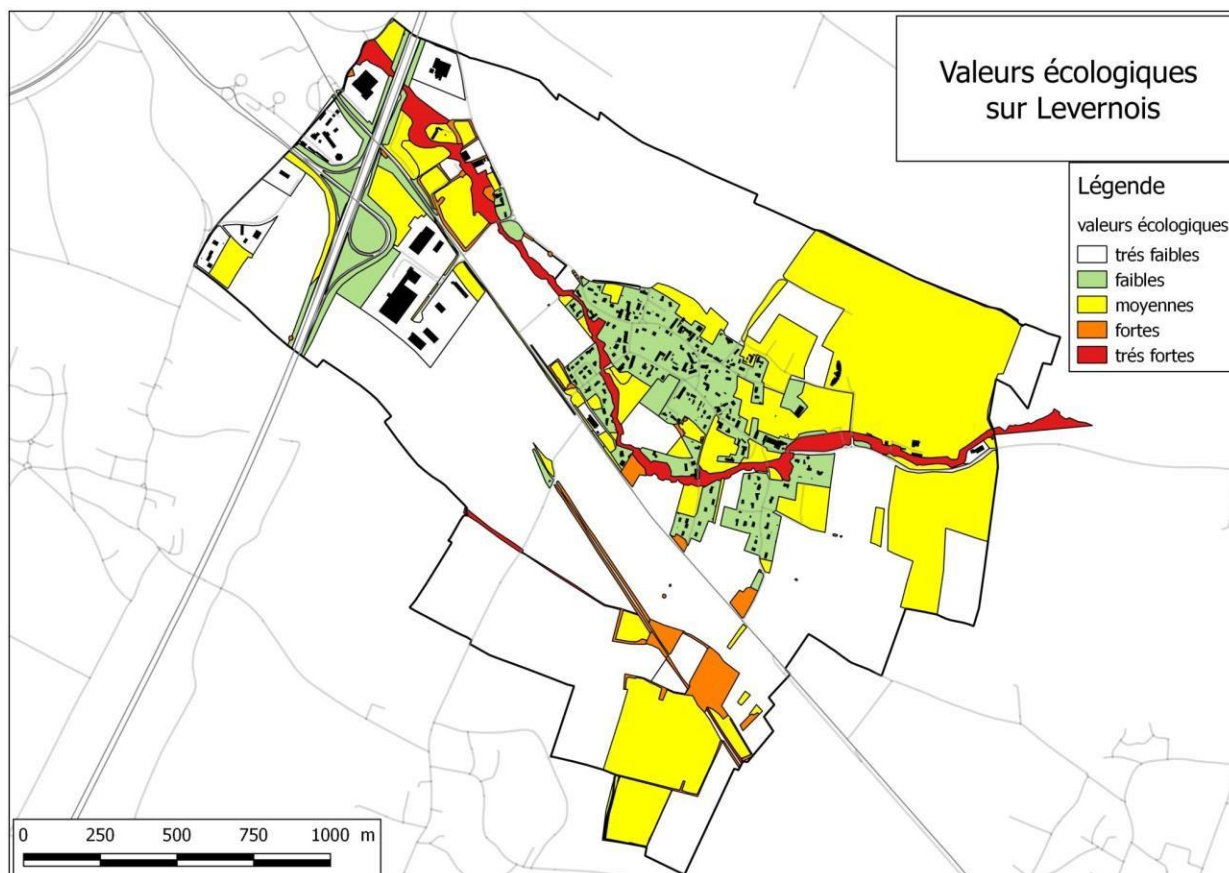 Valeurs écologiques
sur Levernois
Légende
valeurs écologiques
trés faibles
faibles
moyennes
fortes
trés fortes
0 250 500 750 1000 m